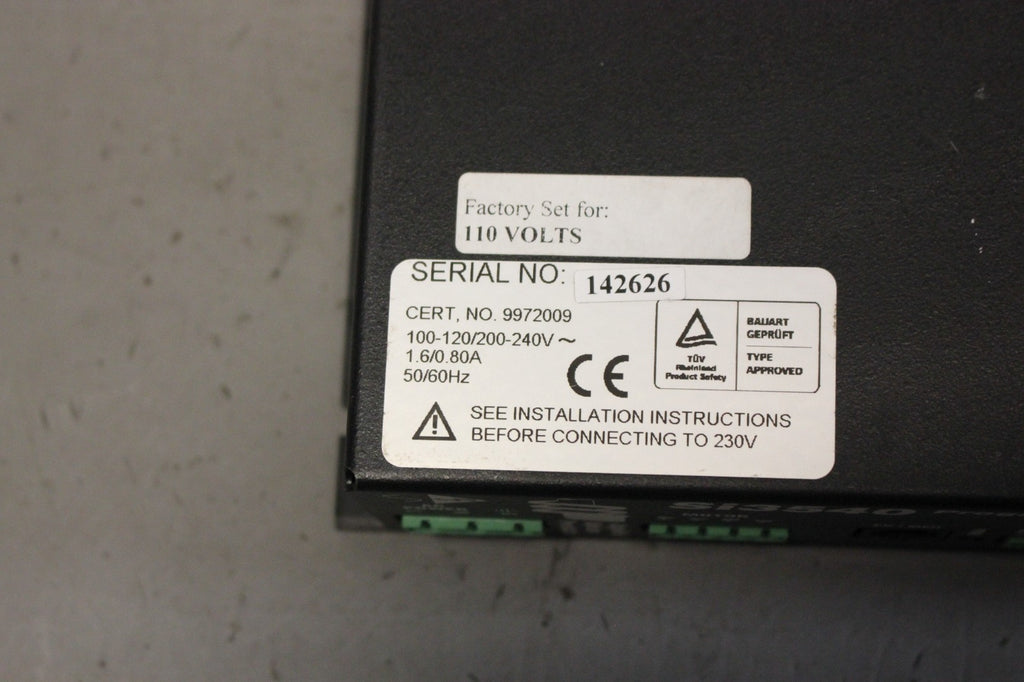 Factory Set for:
110 VOLTS
SERIAL NO: 142626
CERT, NO. 9972009
100-120/200-240V ~
1.6/0.80A
50/60Hz
CE
TÜV
Rheinland
Product Safety
BAUART
GEPRÜFT
TYPE
APPROVED
SEE INSTALLATION INSTRUCTIONS
BEFORE CONNECTING TO 230V
Si3540